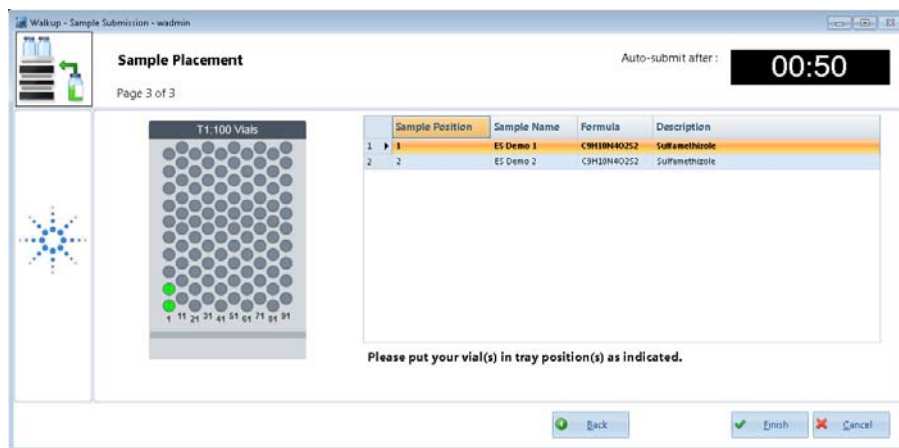 Walkup - Sample Submission - wadmin
Sample Placement
Auto-submit after :
00:50
Page 3 of 3
T1:100 Vials
1 11 21 31 41 51 61 71 81 91
Sample Position Sample Name Formula Description
1 1 ES Demo 1 C9H10N4O2S2 Sulfamethizole
2 2 ES Demo 2 C9H10N4O2S2 Sulfamethizole
Please put your vial(s) in tray position(s) as indicated.
Back
Finish
Cancel